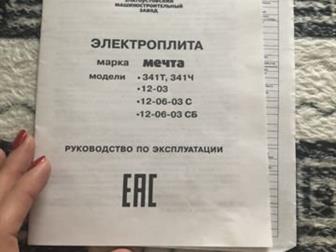 ЗЛАТОУСТОВСКИЙ
МАШИНОСТРОИТЕЛЬНЫЙ
ЗАВОД
ЭЛЕКТРОПЛИТА
марка мечта
модели • 341Т, 341Ч
• 12-03
• 12-06-03 С
• 12-06-03 СБ
РУКОВОДСТВО ПО ЭКСПЛУАТАЦИИ
ЕАС